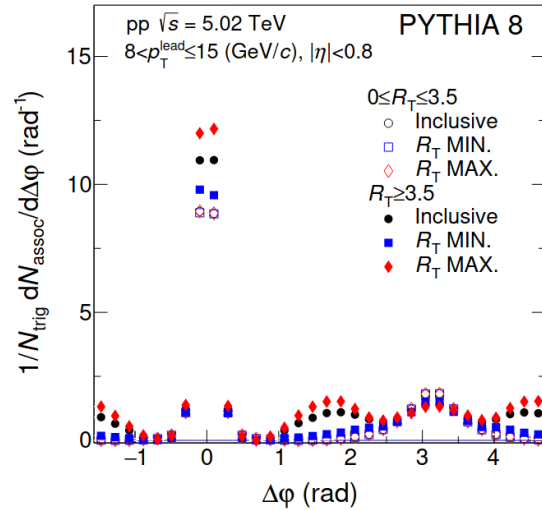 pp √s = 5.02 TeV PYTHIA 8
8<p_T^lead≤15 (GeV/c), |η|<0.8
0≤R_T≤3.5
Inclusive
R_T MIN.
R_T MAX.
R_T≥3.5
Inclusive
R_T MIN.
R_T MAX.
1/N_trig dN_assoc/dΔφ (rad⁻¹)
15
10
5
0
−1 0 1 2 3 4
Δφ (rad)